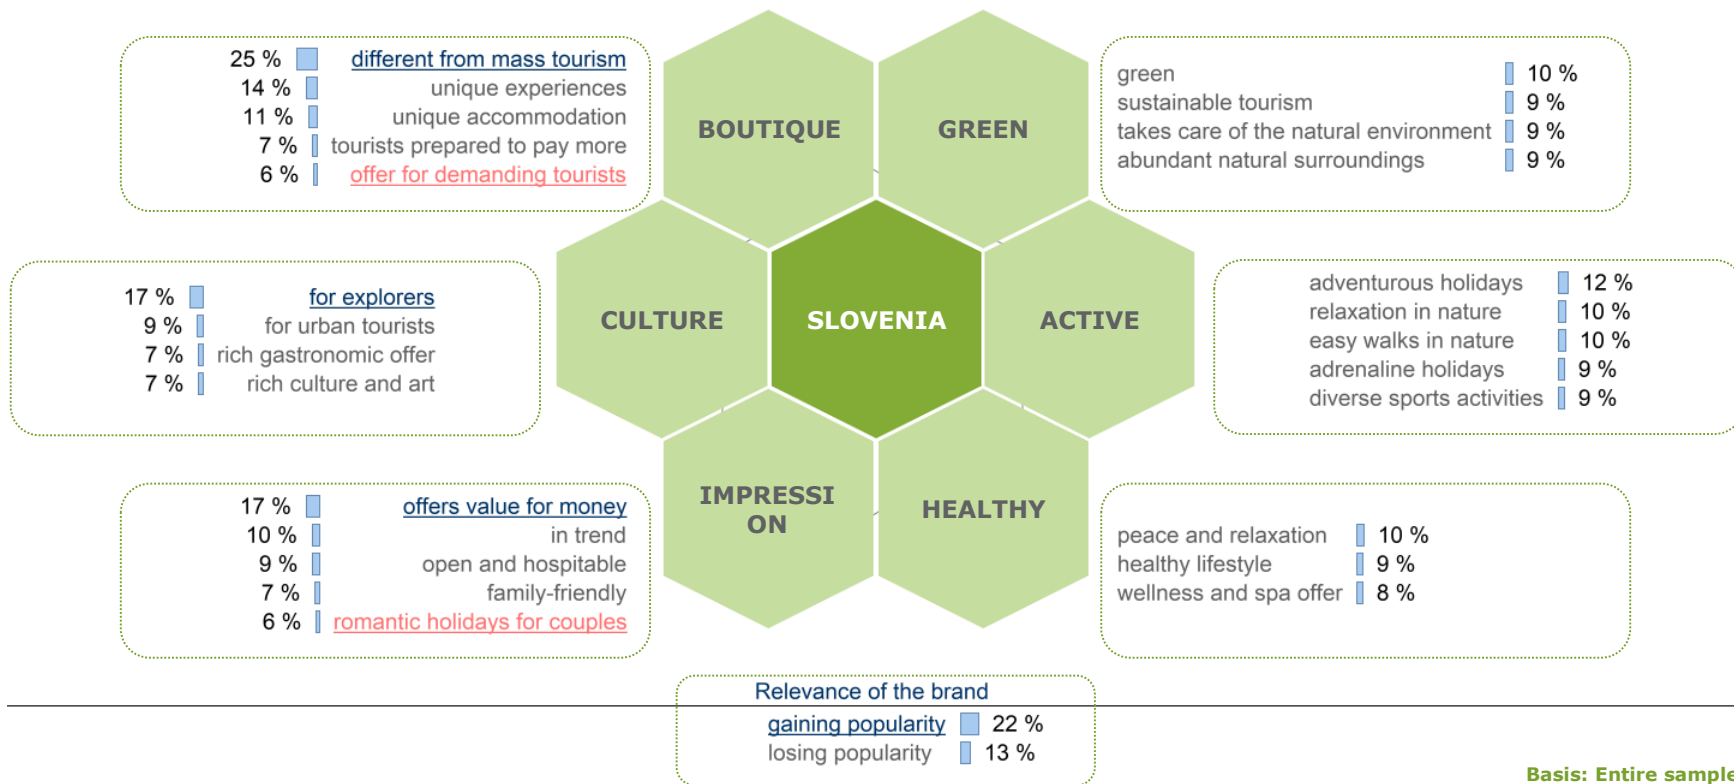 25 % different from mass tourism
14 % unique experiences
11 % unique accommodation
7 % tourists prepared to pay more
6 % offer for demanding tourists
BOUTIQUE
GREEN
green 10 %
sustainable tourism 9 %
takes care of the natural environment 9 %
abundant natural surroundings 9 %
17 % for explorers
9 % for urban tourists
7 % rich gastronomic offer
7 % rich culture and art
CULTURE
SLOVENIA
ACTIVE
adventurous holidays 12 %
relaxation in nature 10 %
easy walks in nature 10 %
adrenaline holidays 9 %
diverse sports activities 9 %
17 % offers value for money
10 % in trend
9 % open and hospitable
7 % family-friendly
6 % romantic holidays for couples
IMPRESSI
ON
HEALTHY
peace and relaxation 10 %
healthy lifestyle 9 %
wellness and spa offer 8 %
Relevance of the brand
gaining popularity 22 %
losing popularity 13 %
Basis: Entire sample